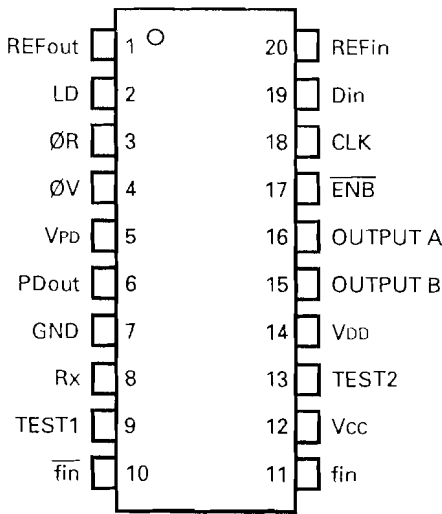 REFout 1 20 REFin
LD 2 19 Din
ØR 3 18 CLK
ØV 4 17 E̅N̅B̅
VPD 5 16 OUTPUT A
PDout 6 15 OUTPUT B
GND 7 14 VDD
Rx 8 13 TEST2
TEST1 9 12 VCC
f̅i̅n̅ 10 11 fin